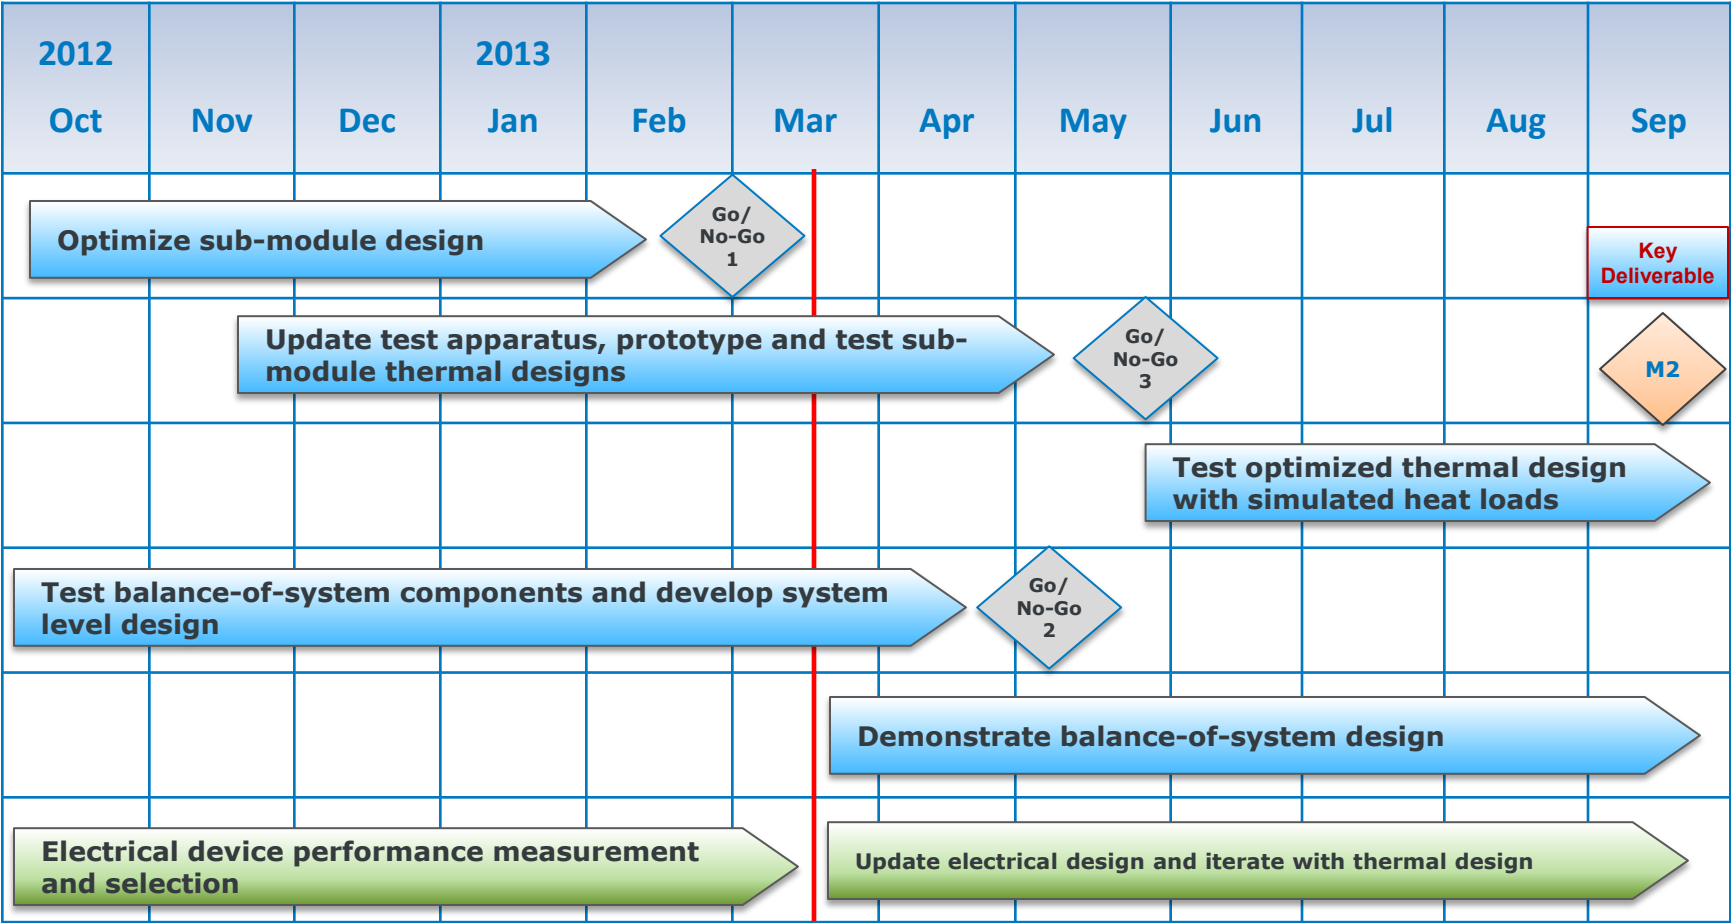 2012
2013
Oct
Nov
Dec
Jan
Feb
Mar
Apr
May
Jun
Jul
Aug
Sep
Optimize sub-module design
Go/
No-Go
1
Key
Deliverable
Update test apparatus, prototype and test sub-
module thermal designs
Go/
No-Go
3
M2
Test optimized thermal design
with simulated heat loads
Test balance-of-system components and develop system
level design
Go/
No-Go
2
Demonstrate balance-of-system design
Electrical device performance measurement
and selection
Update electrical design and iterate with thermal design